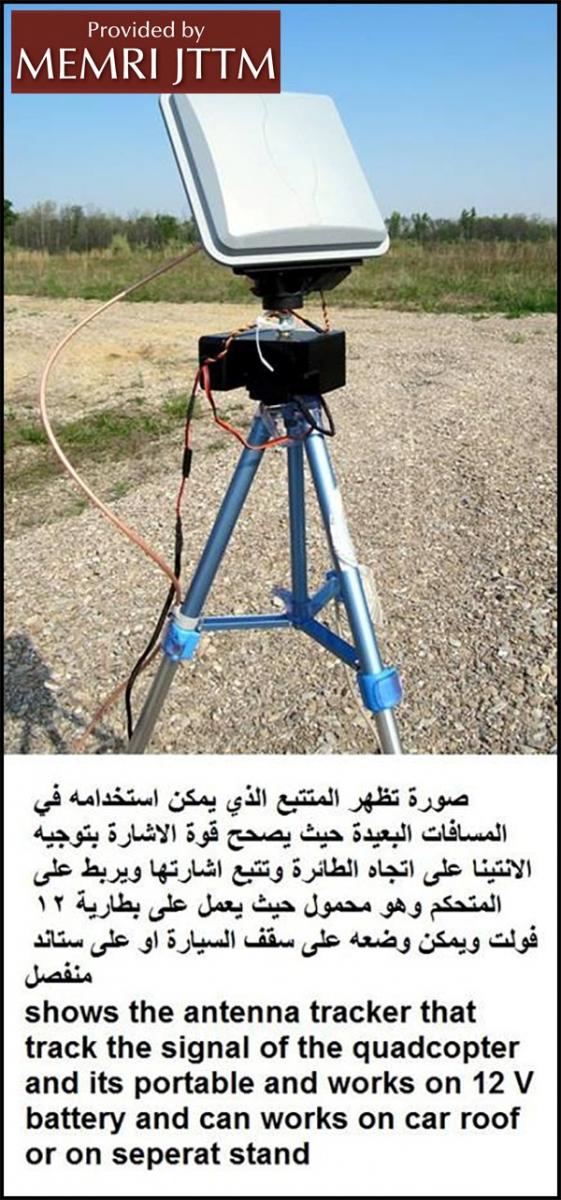 Provided by
MEMRI JTTM
صورة تظهر المتتبع الذي يمكن استخدامه في
المسافات البعيدة حيث يصحح قوة الاشارة بتوجيه
الانتينا على اتجاه الطائرة وتتبع اشارتها ويربط على
المتحكم وهو محمول حيث يعمل على بطارية ١٢
فولت ويمكن وضعه على سقف السيارة او على ستاند
منفصل
shows the antenna tracker that
track the signal of the quadcopter
and its portable and works on 12 V
battery and can works on car roof
or on seperat stand